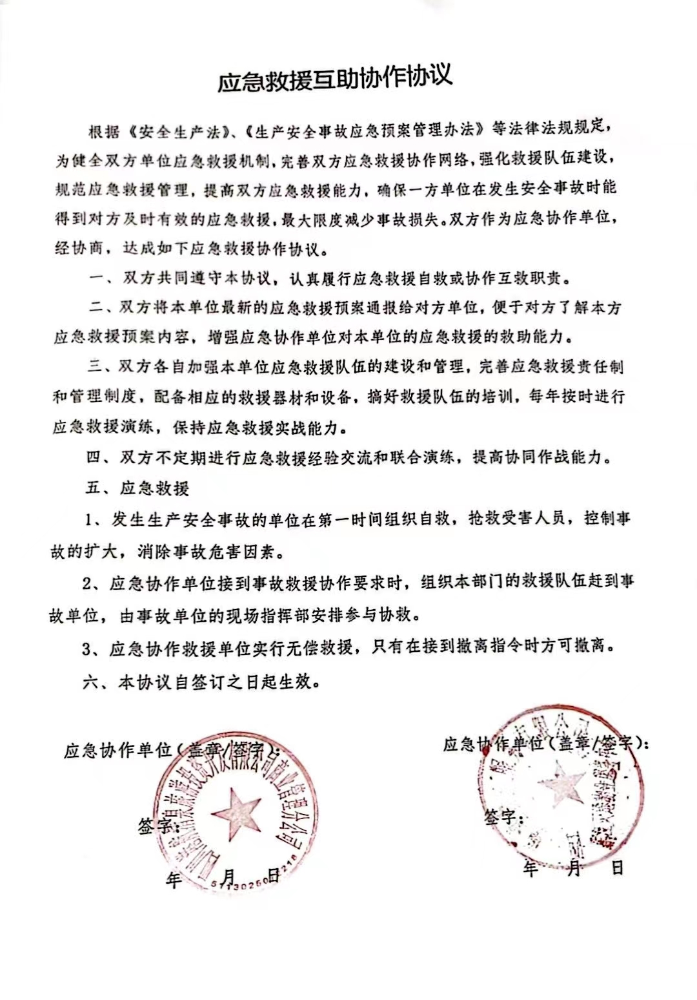 应急救援互助协作协议
根据《安全生产法》、《生产安全事故应急预案管理办法》等法律法规规定，
为健全双方单位应急救援机制，完善双方应急救援协作网络，强化救援队伍建设，
规范应急救援管理，提高双方应急救援能力，确保一方单位在发生安全事故时能
得到对方及时有效的应急救援，最大限度减少事故损失。双方作为应急协作单位，
经协商，达成如下应急救援协作协议。
一、双方共同遵守本协议，认真履行应急救援自救或协作互救职责。
二、双方将本单位最新的应急救援预案通报给对方单位，便于对方了解本方
应急救援预案内容，增强应急协作单位对本单位的应急救援的救助能力。
三、双方各自加强本单位应急救援队伍的建设和管理，完善应急救援责任制
和管理制度，配备相应的救援器材和设备，搞好救援队伍的培训，每年按时进行
应急救援演练，保持应急救援实战能力。
四、双方不定期进行应急救援经验交流和联合演练，提高协同作战能力。
五、应急救援
1、发生生产安全事故的单位在第一时间组织自救，抢救受害人员，控制事
故的扩大，消除事故危害因素。
2、应急协作单位接到事故救援协作要求时，组织本部门的救援队伍赶到事
故单位，由事故单位的现场指挥部安排参与协救。
3、应急协作救援单位实行无偿救援，只有在接到撤离指令时方可撤离。
六、本协议自签订之日起生效。
应急协作单位（盖章/签字）：
应急协作单位（盖章/签字）：
旅游投资开发有限公司商业管理分公司
有限公司
签字：
签字：
年 月 日
年 月 日